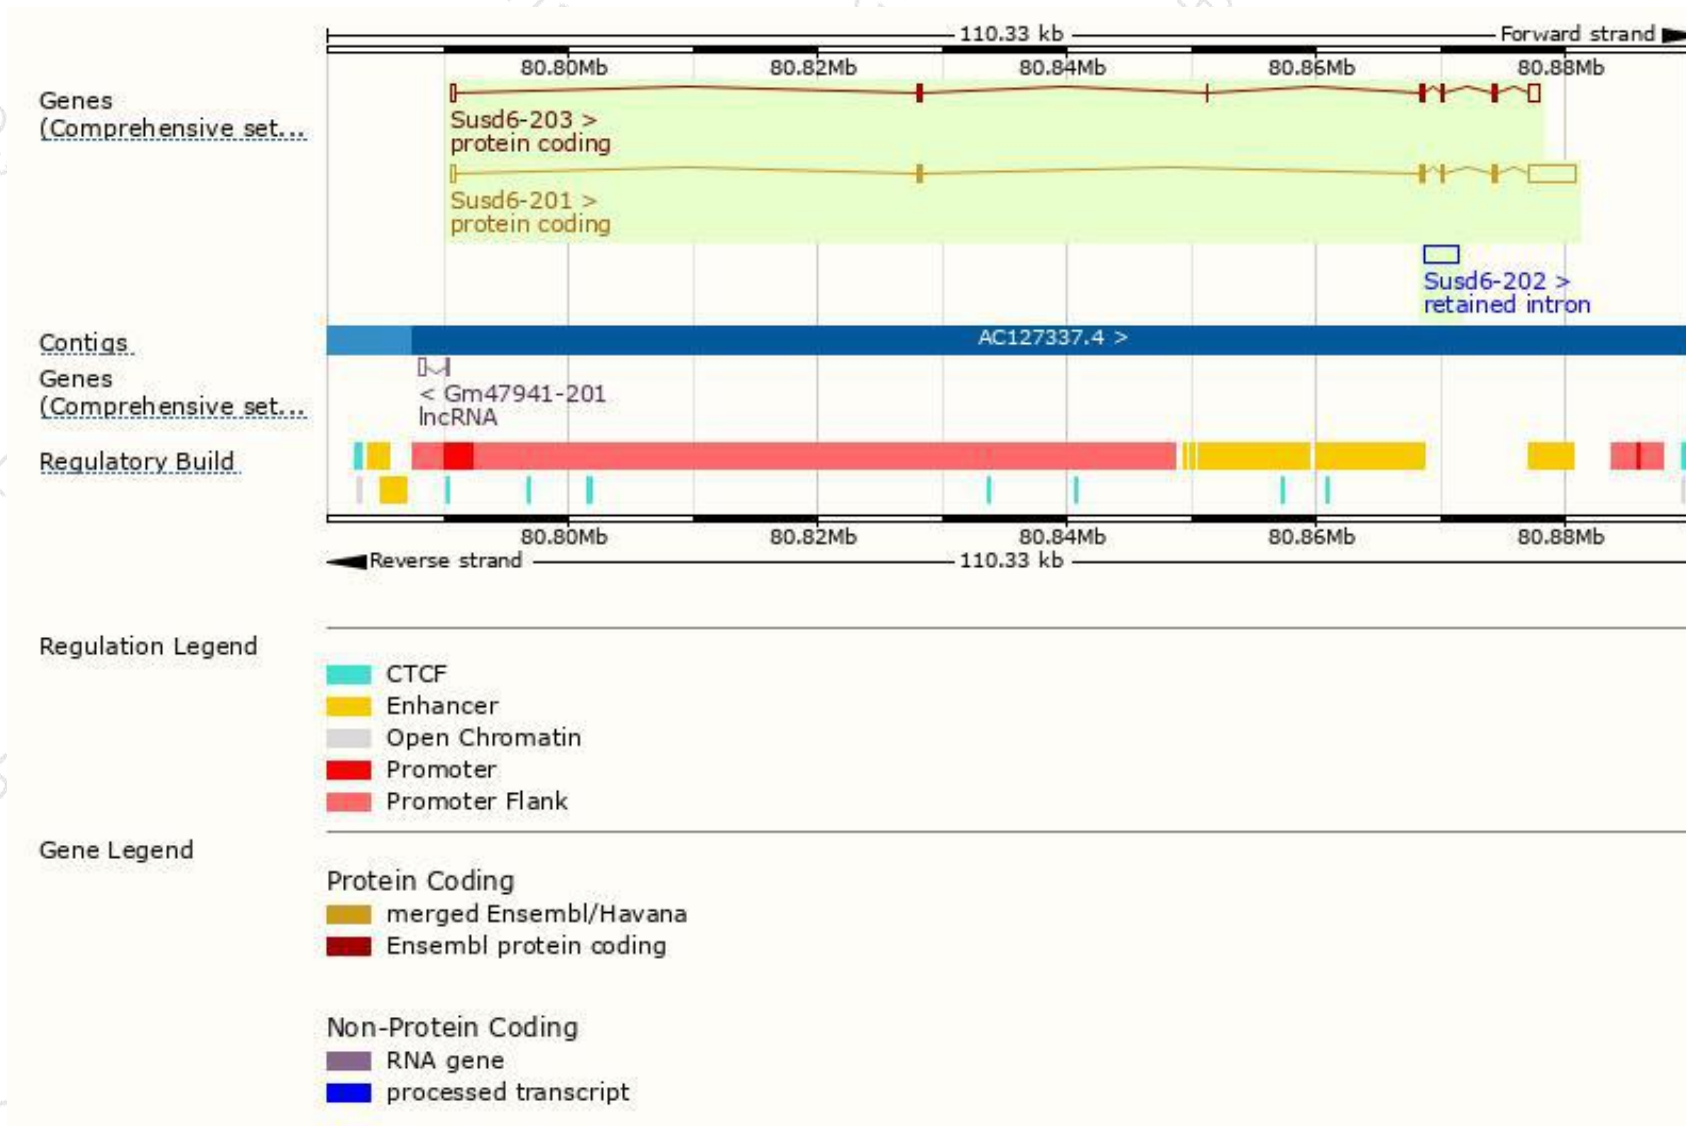 110.33 kb
Forward strand
80.80Mb 80.82Mb 80.84Mb 80.86Mb 80.88Mb
Genes
(Comprehensive set...
Susd6-203 >
protein coding
Susd6-201 >
protein coding
Susd6-202 >
retained intron
Contigs
AC127337.4 >
Genes
(Comprehensive set...
< Gm47941-201
lncRNA
Regulatory Build
80.80Mb 80.82Mb 80.84Mb 80.86Mb 80.88Mb
Reverse strand
110.33 kb
Regulation Legend
CTCF
Enhancer
Open Chromatin
Promoter
Promoter Flank
Gene Legend
Protein Coding
merged Ensembl/Havana
Ensembl protein coding
Non-Protein Coding
RNA gene
processed transcript